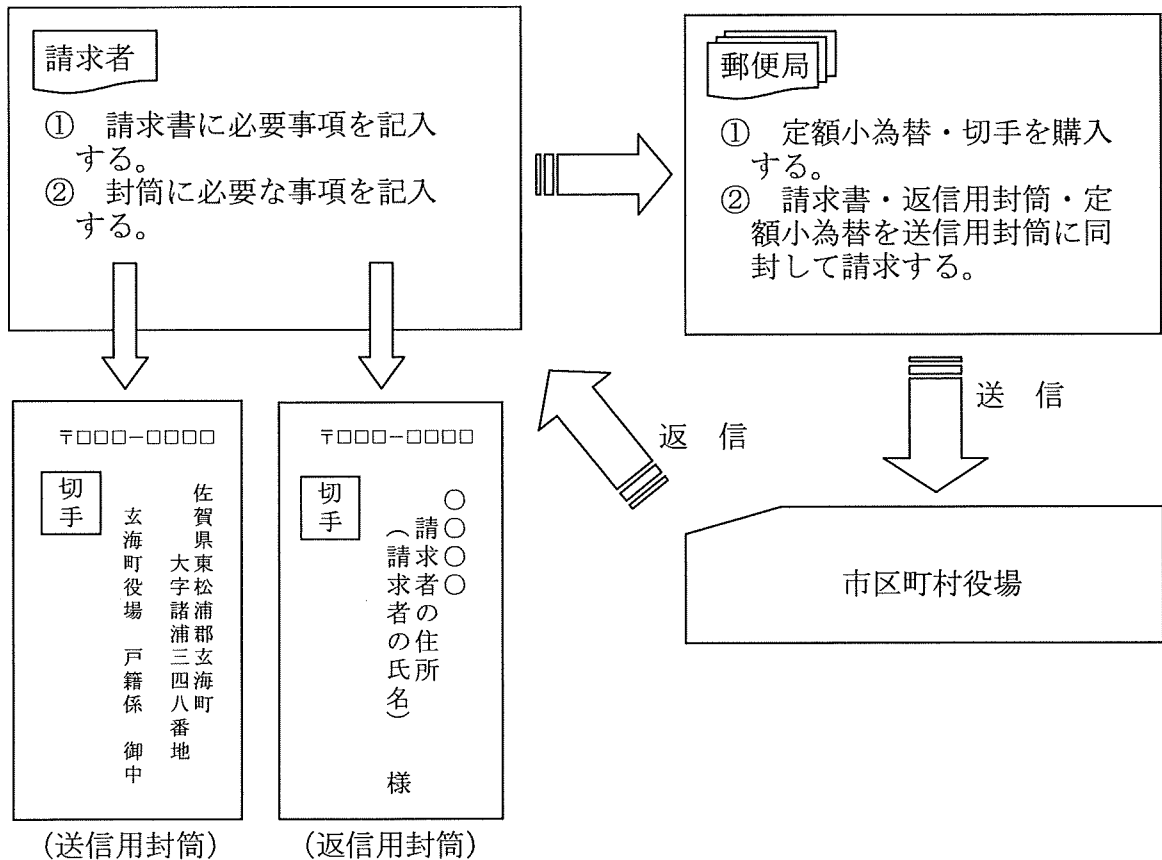 請求者
① 請求書に必要事項を記入
する。
② 封筒に必要な事項を記入
する。
郵便局
① 定額小為替・切手を購入
する。
② 請求書・返信用封筒・定
額小為替を送信用封筒に同
封して請求する。
送 信
返 信
市区町村役場
〒□□□-□□□□
切手
佐賀県東松浦郡玄海町
大字諸浦三四八番地
玄海町役場 戸籍係 御中
(送信用封筒)
〒□□□-□□□□
切手
○○○○
請求者の住所
(請求者の氏名) 様
(返信用封筒)